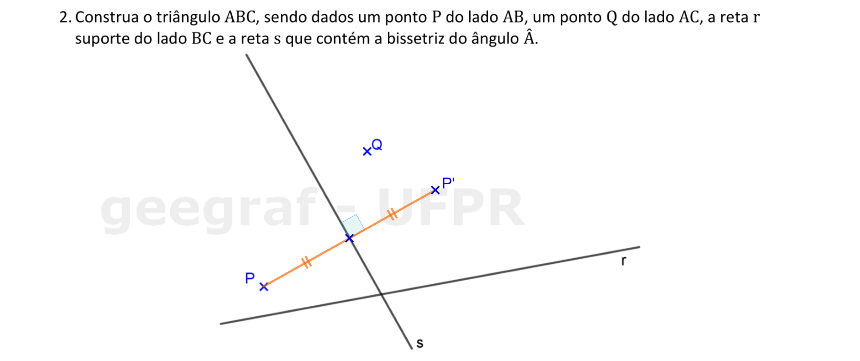 2. Construa o triângulo ABC, sendo dados um ponto P do lado AB, um ponto Q do lado AC, a reta r
suporte do lado BC e a reta s que contém a bissetriz do ângulo Â.
Q
P'
geegraf - UFPR
P
r
s